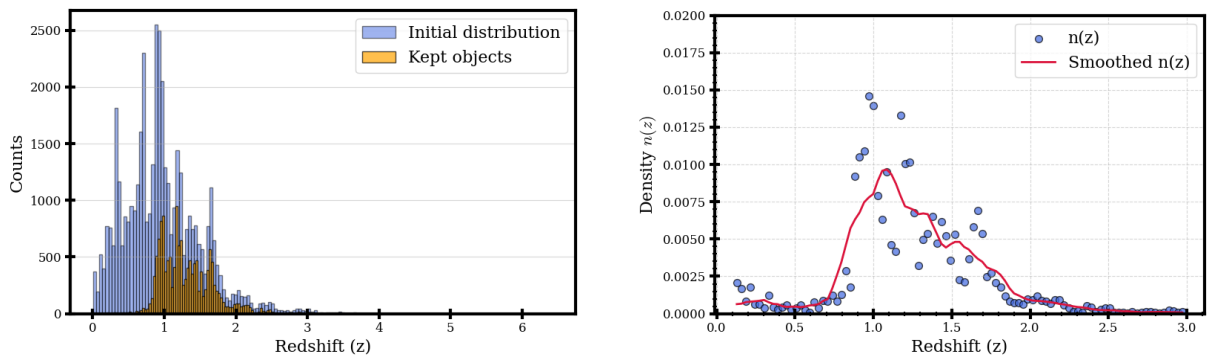 2500
2000
1500
1000
500
0
Counts
0 1 2 3 4 5 6
Redshift (z)
Initial distribution
Kept objects
0.0200
0.0175
0.0150
0.0125
0.0100
0.0075
0.0050
0.0025
0.0000
Density n(z)
0.0 0.5 1.0 1.5 2.0 2.5 3.0
Redshift (z)
n(z)
Smoothed n(z)